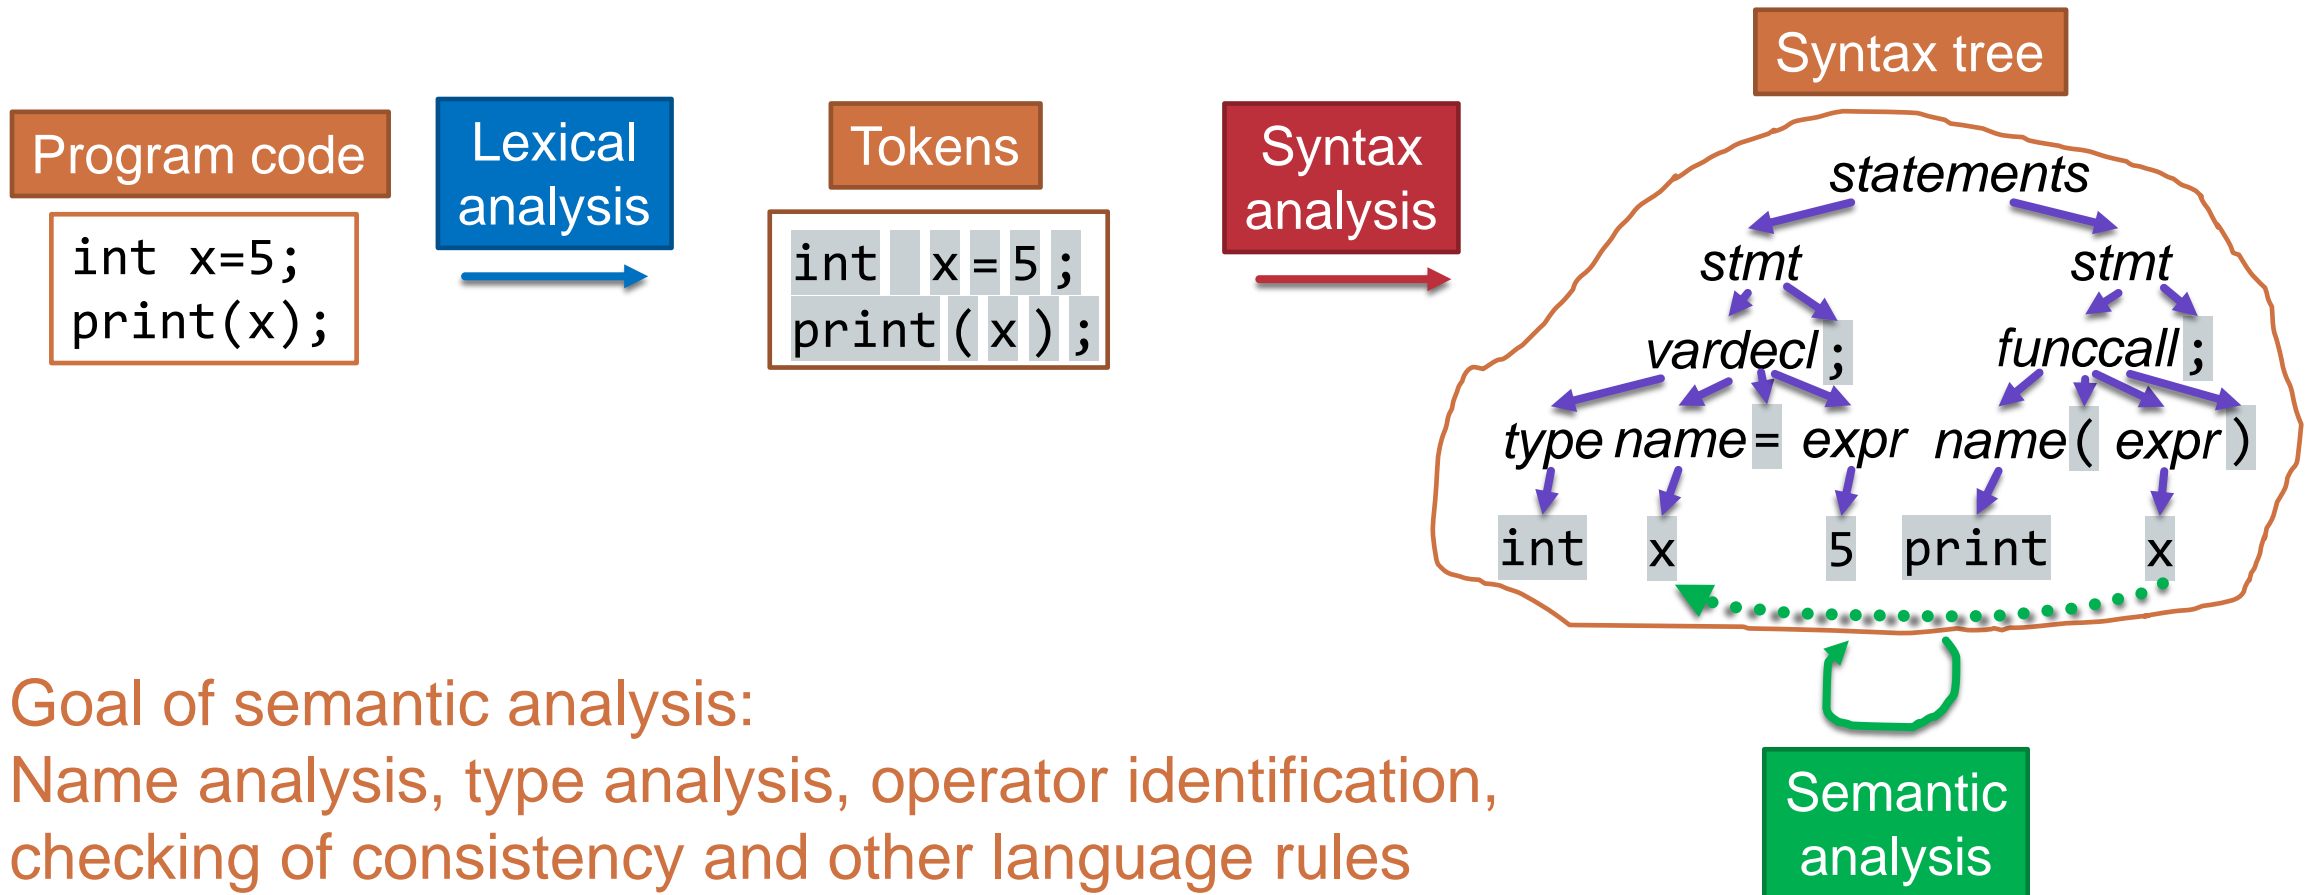 Program code
int x=5;
print(x);
Lexical
analysis
Tokens
int x = 5 ;
print ( x ) ;
Syntax
analysis
Syntax tree
statements
stmt stmt
vardecl ; funccall ;
type name = expr name ( expr )
int x 5 print x
Semantic
analysis
Goal of semantic analysis:
Name analysis, type analysis, operator identification,
checking of consistency and other language rules